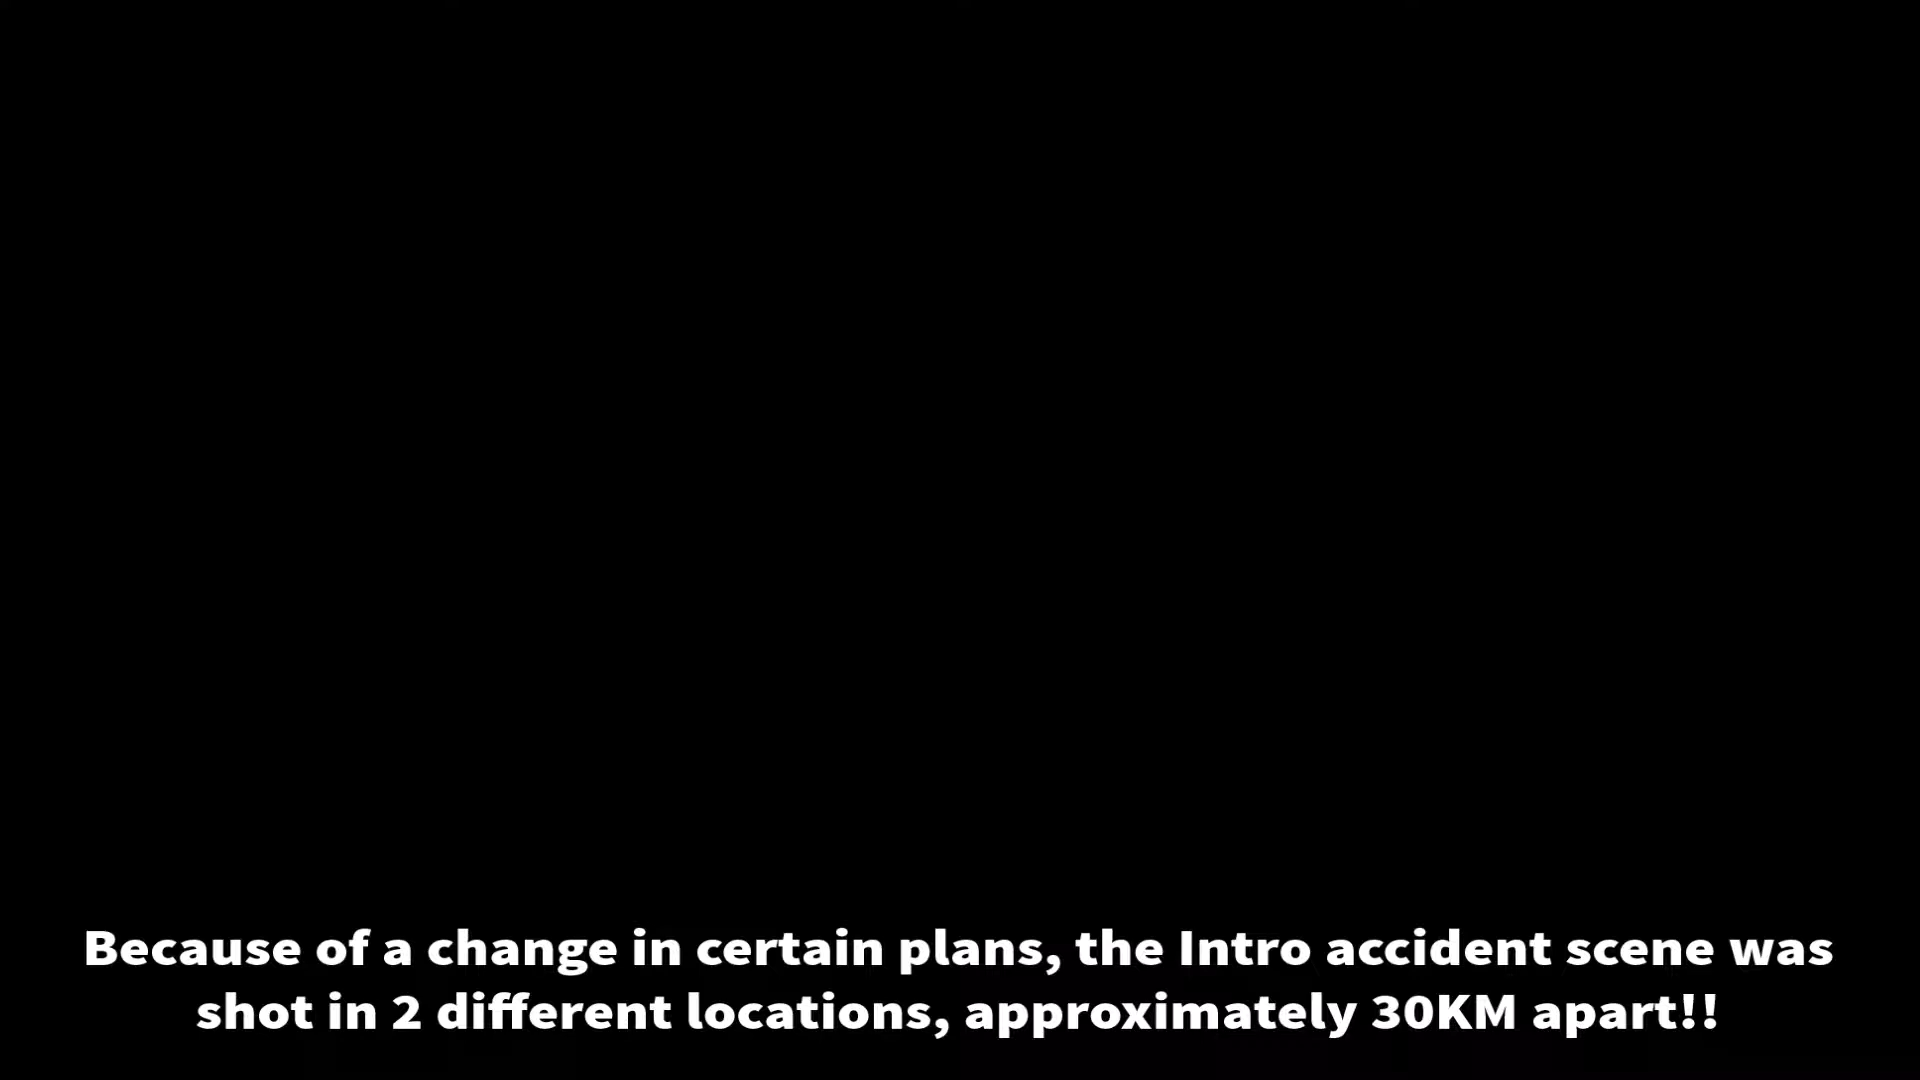 Because of a change in certain plans, the Intro accident scene was
shot in 2 different locations, approximately 30KM apart!!